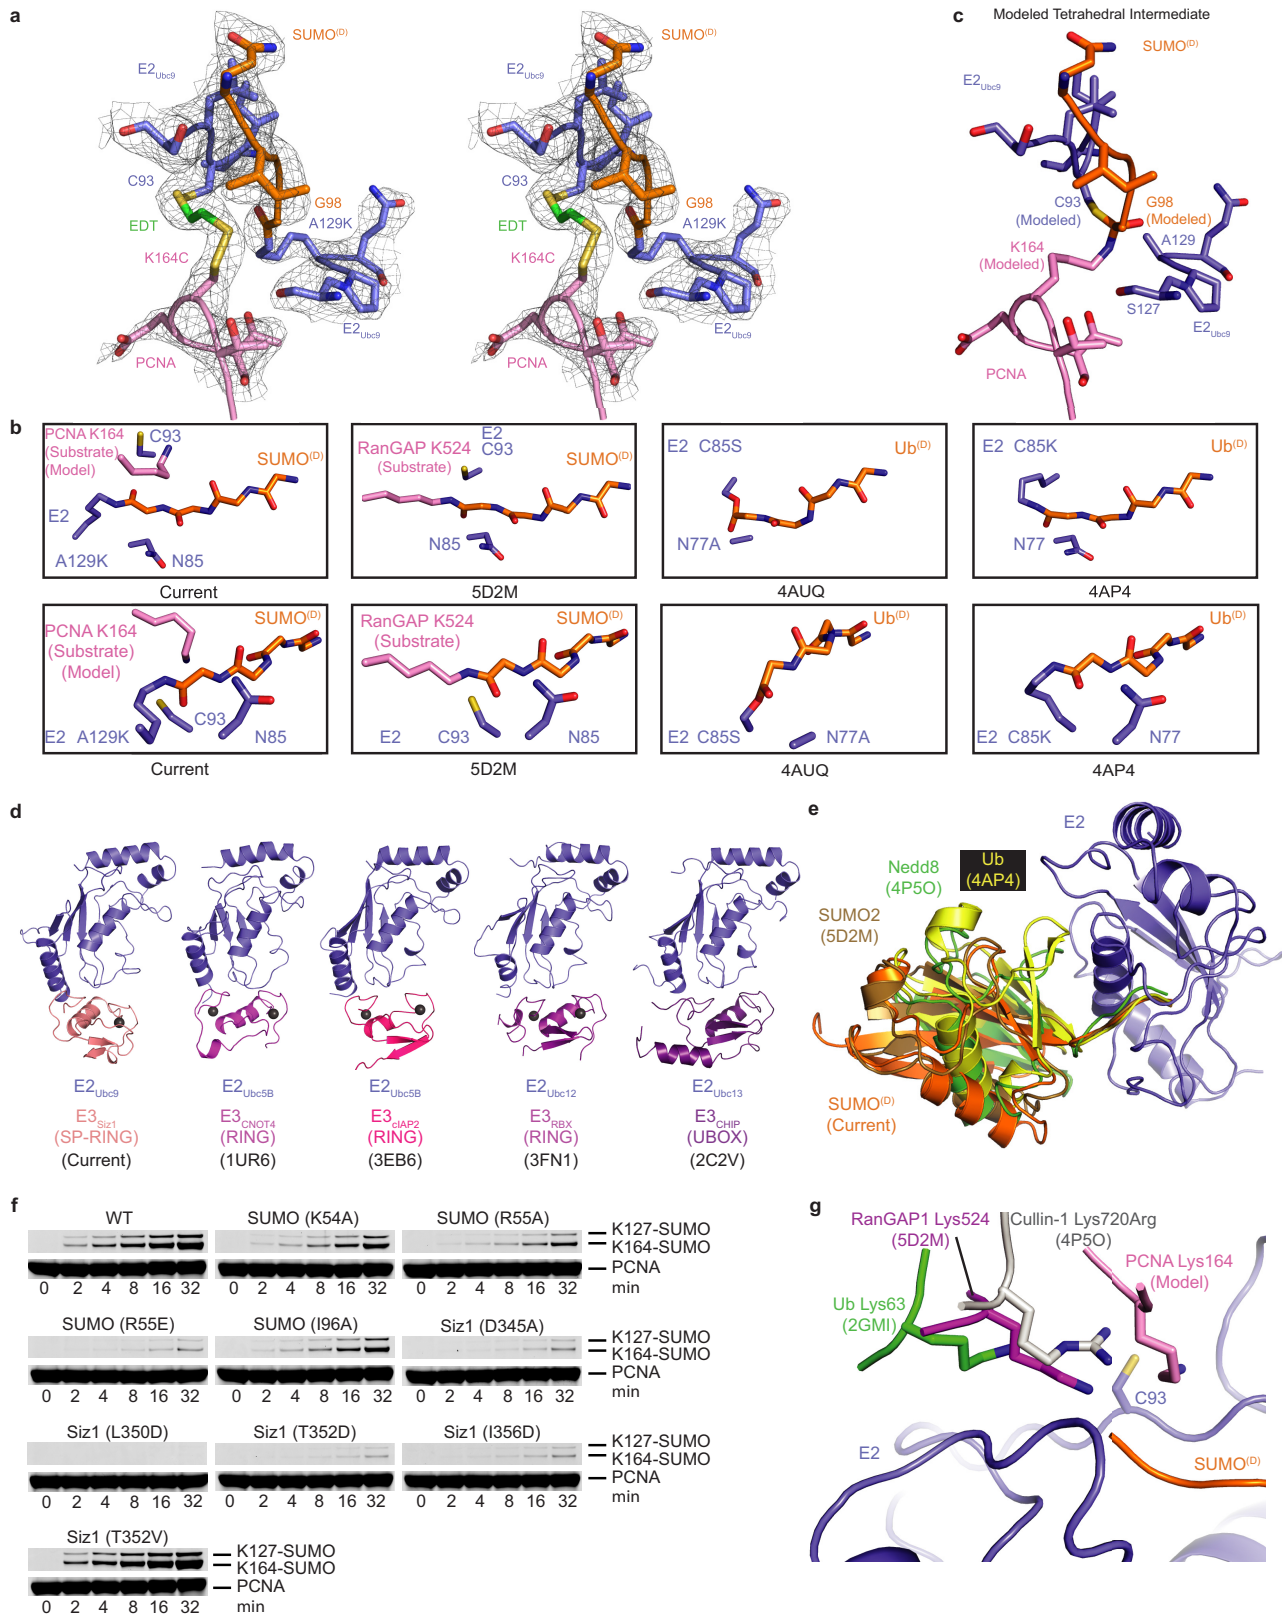 a
SUMO(D)
E2Ubc9
C93
G98
EDT
A129K
K164C
E2Ubc9
PCNA
SUMO(D)
E2Ubc9
C93
G98
EDT
A129K
K164C
E2Ubc9
PCNA
c
Modeled Tetrahedral Intermediate
SUMO(D)
E2Ubc9
C93
(Modeled)
G98
(Modeled)
A129
K164
(Modeled)
S127
E2Ubc9
PCNA
b
PCNA K164
(Substrate)
(Model)
C93
SUMO(D)
E2
A129K
N85
Current
E2
C93
RanGAP K524
(Substrate)
SUMO(D)
N85
5D2M
E2 C85S
Ub(D)
N77A
4AUQ
E2 C85K
Ub(D)
N77
4AP4
PCNA K164
(Substrate)
(Model)
SUMO(D)
C93
E2 A129K
N85
Current
RanGAP K524
(Substrate)
SUMO(D)
E2
C93
N85
5D2M
Ub(D)
E2 C85S
N77A
4AUQ
Ub(D)
E2 C85K
N77
4AP4
d
E2Ubc9
E3Siz1
(SP-RING)
(Current)
E2Ubc5B
E3CNOT4
(RING)
(1UR6)
E2Ubc5B
E3cIAP2
(RING)
(3EB6)
E2Ubc12
E3RBX
(RING)
(3FN1)
E2Ubc13
E3CHIP
(UBOX)
(2C2V)
e
E2
Nedd8
(4P5O)
Ub
(4AP4)
SUMO2
(5D2M)
SUMO(D)
(Current)
f
WT
0 2 4 8 16 32
SUMO (K54A)
0 2 4 8 16 32
SUMO (R55A)
0 2 4 8 16 32
K127-SUMO
K164-SUMO
PCNA
min
SUMO (R55E)
0 2 4 8 16 32
SUMO (I96A)
0 2 4 8 16 32
Siz1 (D345A)
0 2 4 8 16 32
K127-SUMO
K164-SUMO
PCNA
min
Siz1 (L350D)
0 2 4 8 16 32
Siz1 (T352D)
0 2 4 8 16 32
Siz1 (I356D)
0 2 4 8 16 32
K127-SUMO
K164-SUMO
PCNA
min
Siz1 (T352V)
0 2 4 8 16 32
K127-SUMO
K164-SUMO
PCNA
min
g
RanGAP1 Lys524
(5D2M)
Cullin-1 Lys720Arg
(4P5O)
PCNA Lys164
(Model)
Ub Lys63
(2GMI)
C93
E2
SUMO(D)